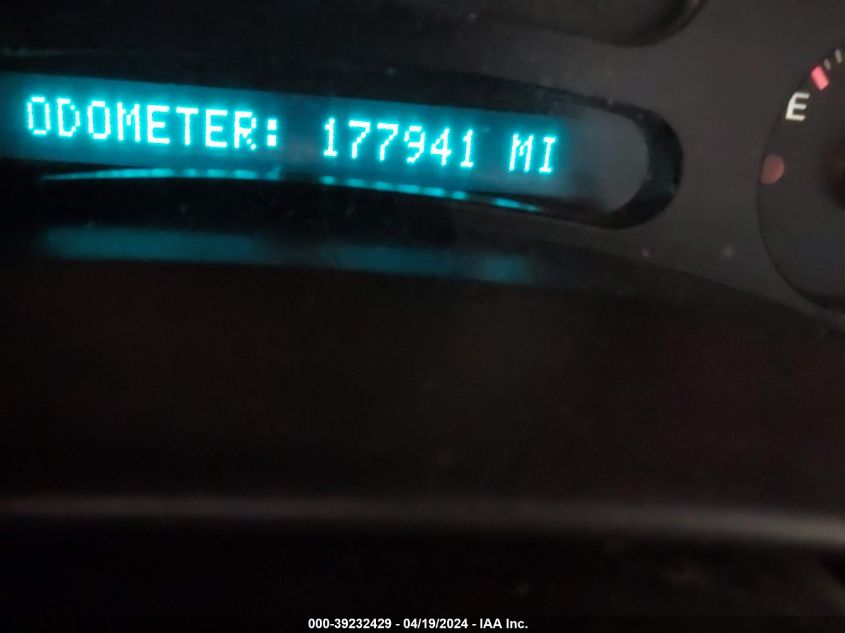 ODOMETER: 177941 MI
E
000-39232429 - 04/19/2024 - IAA Inc.